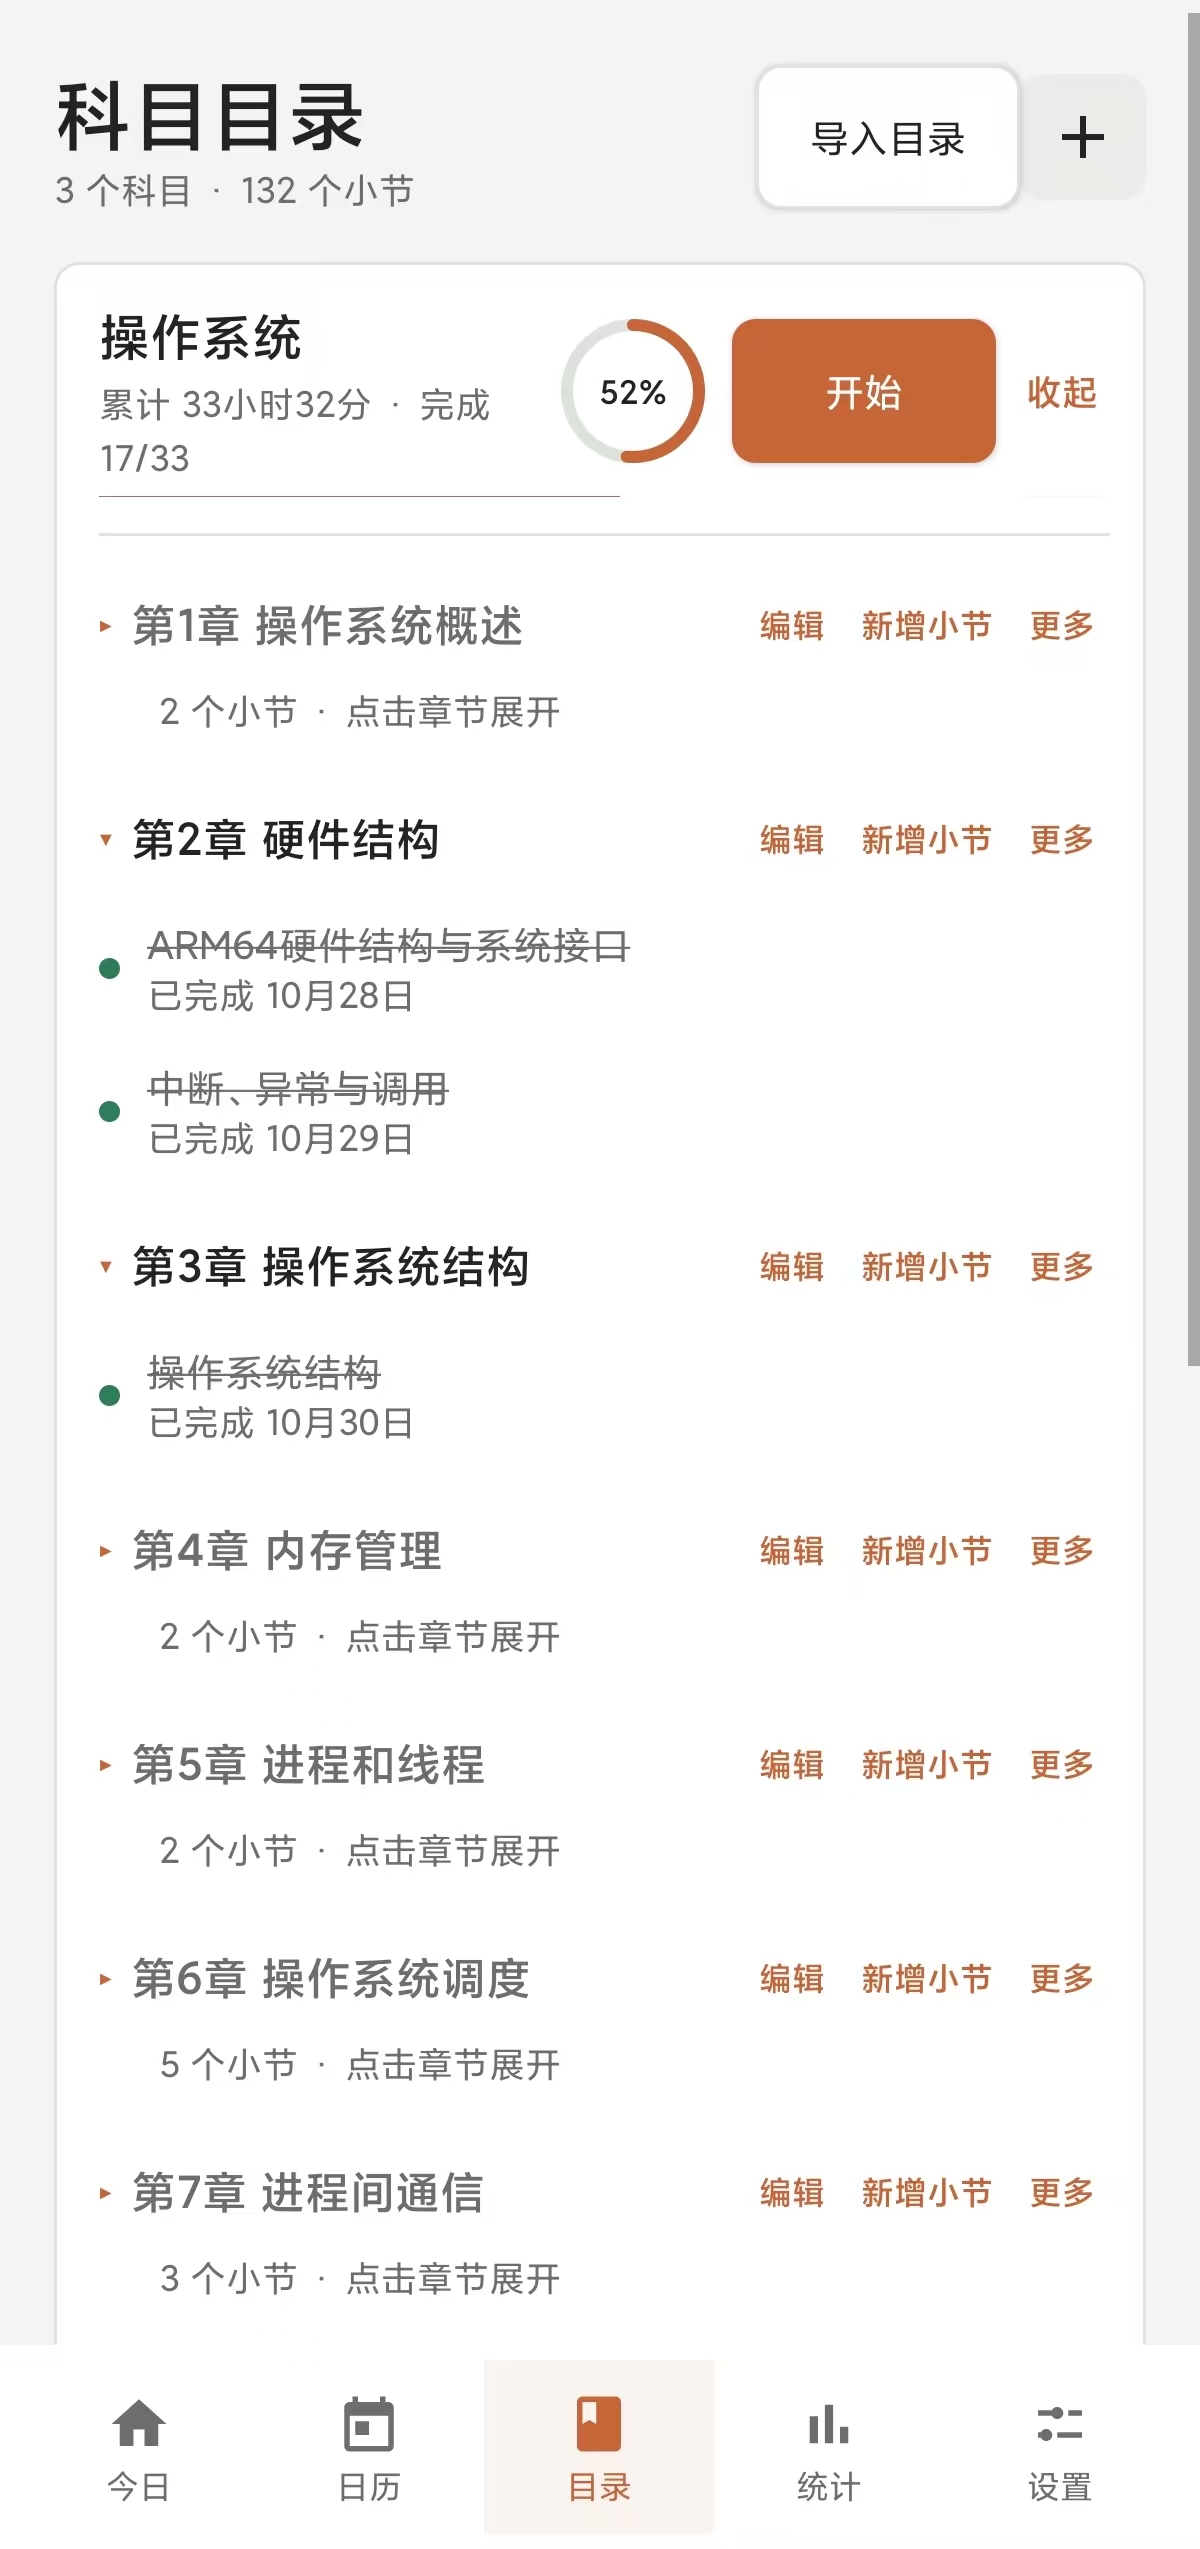 科目目录
3 个科目 · 132 个小节
导入目录
操作系统
累计 33小时32分 · 完成
17/33
52%
开始
收起
第1章 操作系统概述
编辑 新增小节 更多
2 个小节 · 点击章节展开
第2章 硬件结构
编辑 新增小节 更多
ARM64硬件结构与系统接口
已完成 10月28日
中断、异常与调用
已完成 10月29日
第3章 操作系统结构
编辑 新增小节 更多
操作系统结构
已完成 10月30日
第4章 内存管理
编辑 新增小节 更多
2 个小节 · 点击章节展开
第5章 进程和线程
编辑 新增小节 更多
2 个小节 · 点击章节展开
第6章 操作系统调度
编辑 新增小节 更多
5 个小节 · 点击章节展开
第7章 进程间通信
编辑 新增小节 更多
3 个小节 · 点击章节展开
今日
日历
目录
统计
设置